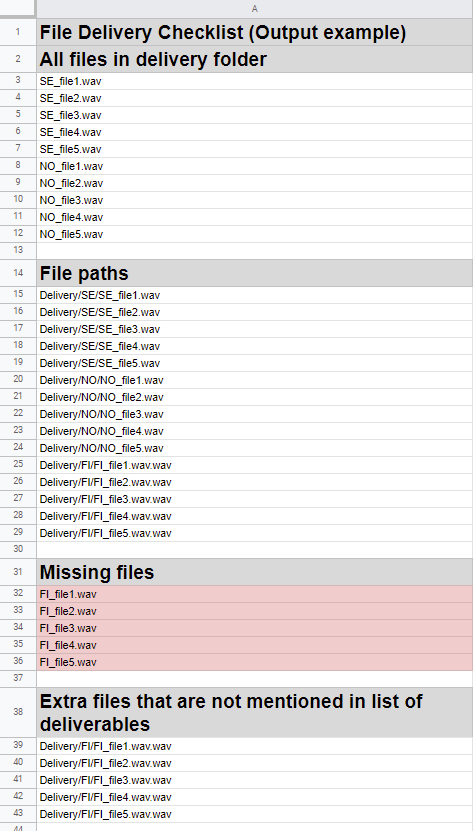 A
1 File Delivery Checklist (Output example)
2 All files in delivery folder
3 SE_file1.wav
4 SE_file2.wav
5 SE_file3.wav
6 SE_file4.wav
7 SE_file5.wav
8 NO_file1.wav
9 NO_file2.wav
10 NO_file3.wav
11 NO_file4.wav
12 NO_file5.wav
13
14 File paths
15 Delivery/SE/SE_file1.wav
16 Delivery/SE/SE_file2.wav
17 Delivery/SE/SE_file3.wav
18 Delivery/SE/SE_file4.wav
19 Delivery/SE/SE_file5.wav
20 Delivery/NO/NO_file1.wav
21 Delivery/NO/NO_file2.wav
22 Delivery/NO/NO_file3.wav
23 Delivery/NO/NO_file4.wav
24 Delivery/NO/NO_file5.wav
25 Delivery/FI/FI_file1.wav.wav
26 Delivery/FI/FI_file2.wav.wav
27 Delivery/FI/FI_file3.wav.wav
28 Delivery/FI/FI_file4.wav.wav
29 Delivery/FI/FI_file5.wav.wav
30
31 Missing files
32 FI_file1.wav
33 FI_file2.wav
34 FI_file3.wav
35 FI_file4.wav
36 FI_file5.wav
37
38 Extra files that are not mentioned in list of
deliverables
39 Delivery/FI/FI_file1.wav.wav
40 Delivery/FI/FI_file2.wav.wav
41 Delivery/FI/FI_file3.wav.wav
42 Delivery/FI/FI_file4.wav.wav
43 Delivery/FI/FI_file5.wav.wav
44